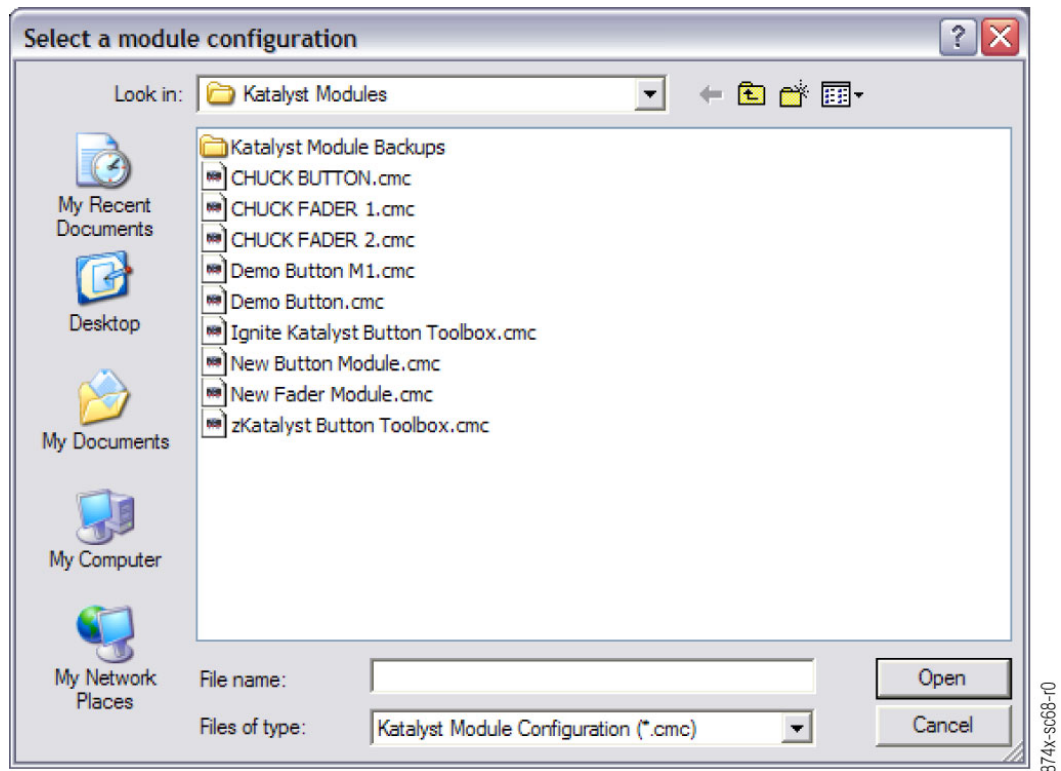 Select a module configuration
?
Look in:
Katalyst Modules
Katalyst Module Backups
CHUCK BUTTON.cmc
CHUCK FADER 1.cmc
CHUCK FADER 2.cmc
Demo Button M1.cmc
Demo Button.cmc
Ignite Katalyst Button Toolbox.cmc
New Button Module.cmc
New Fader Module.cmc
zKatalyst Button Toolbox.cmc
My Recent
Documents
Desktop
My Documents
My Computer
My Network
Places
File name:
Open
Files of type:
Katalyst Module Configuration (*.cmc)
Cancel
874x-sc68-r0